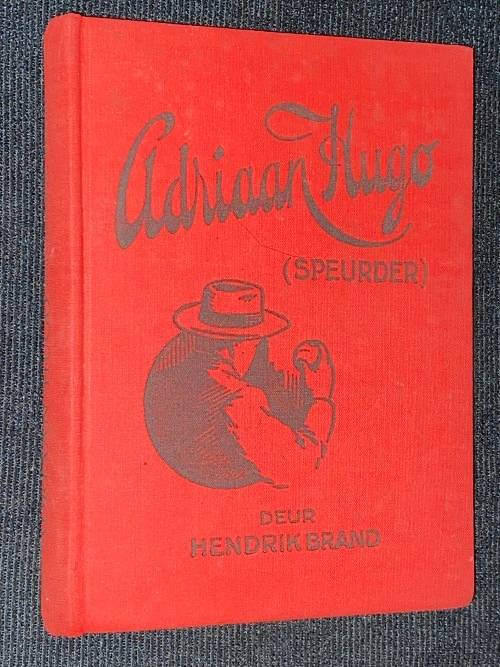 Adriaan Hugo
(SPEURDER)
DEUR
HENDRIK BRAND